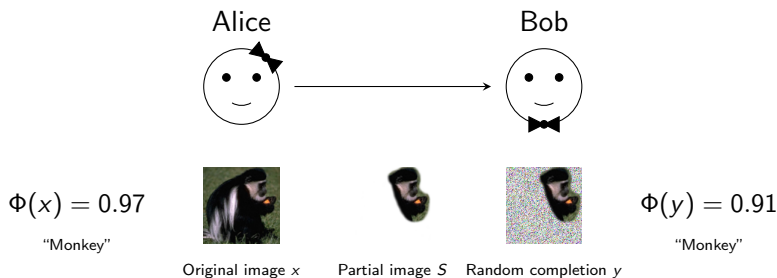 Alice
Bob
Φ(x) = 0.97
Φ(y) = 0.91
“Monkey”
“Monkey”
Original image x
Partial image S
Random completion y